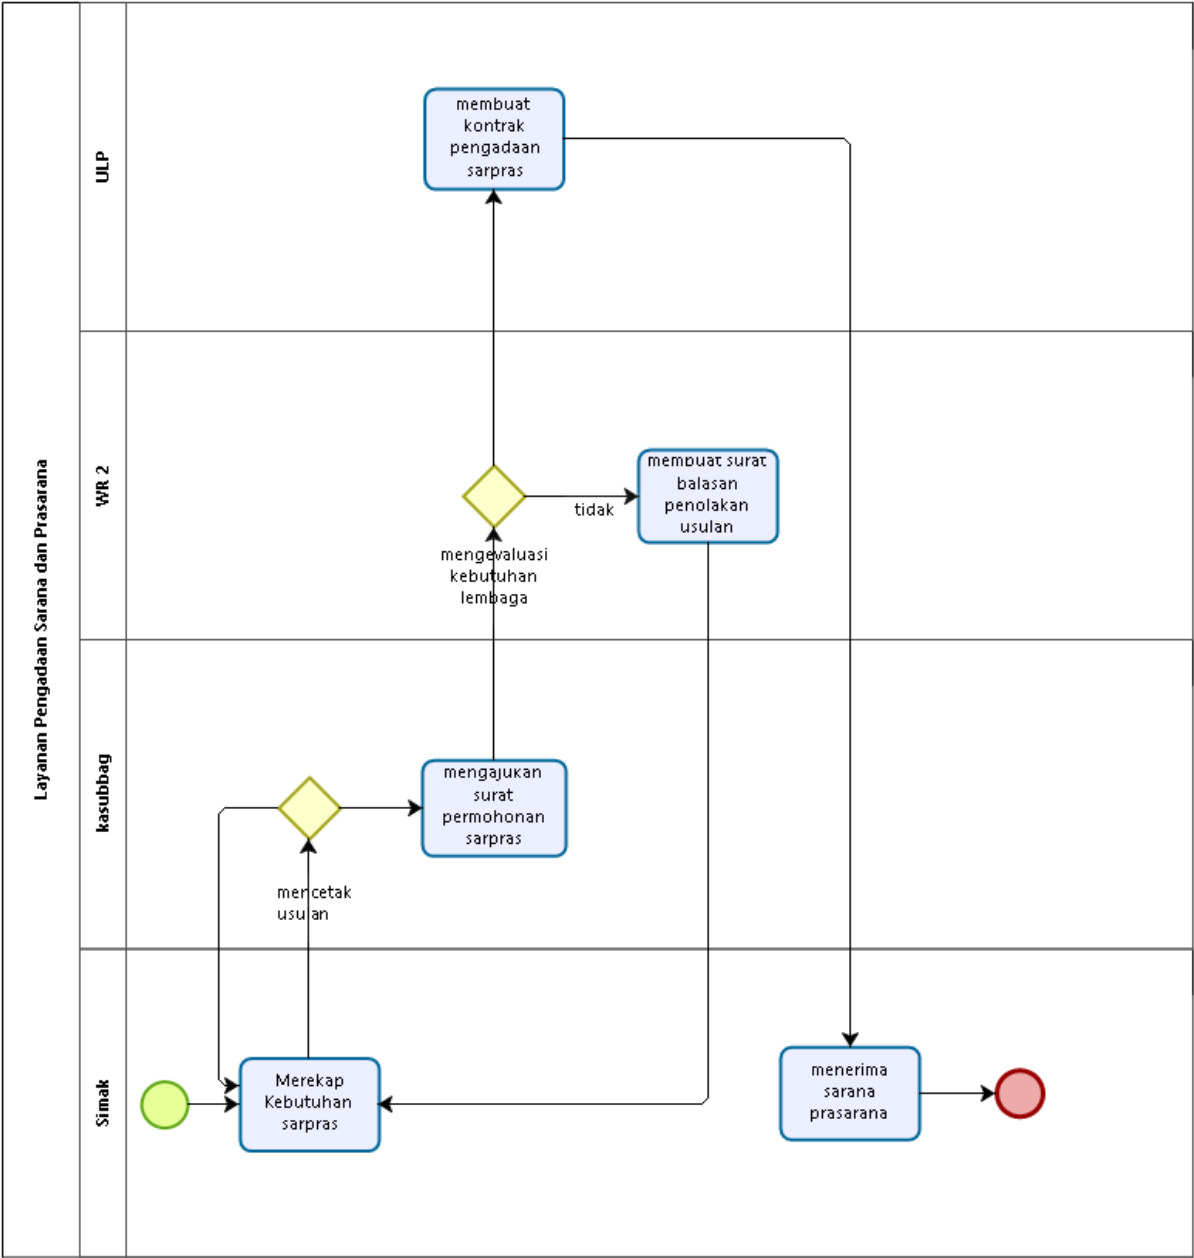 Layanan Pengadaan Sarana dan Prasarana
ULP
membuat
kontrak
pengadaan
sarpras
WR 2
membuat surat
balasan
penolakan
usulan
tidak
mengevaluasi
kebutuhan
lembaga
kasubbag
mengajukan
surat
permohonan
sarpras
mencetak
usulan
Simak
Merekap
Kebutuhan
sarpras
menerima
sarana
prasarana